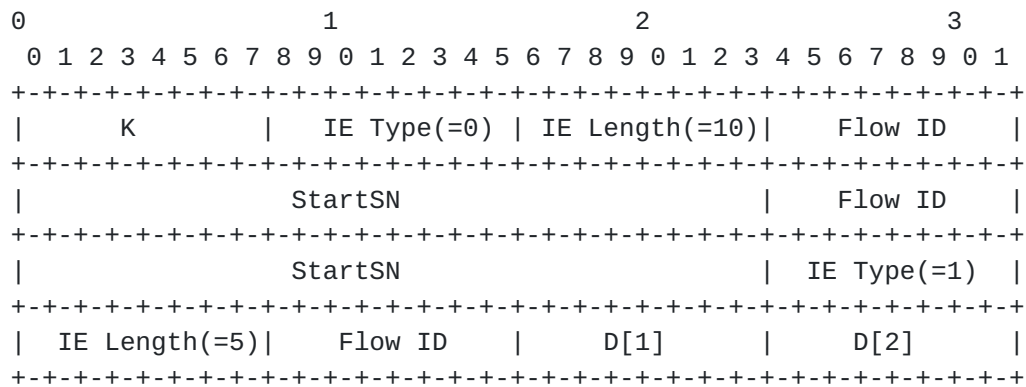 0                   1                   2                   3
 0 1 2 3 4 5 6 7 8 9 0 1 2 3 4 5 6 7 8 9 0 1 2 3 4 5 6 7 8 9 0 1
+-+-+-+-+-+-+-+-+-+-+-+-+-+-+-+-+-+-+-+-+-+-+-+-+-+-+-+-+-+-+-+-+
|      K        |   IE Type(=0) | IE Length(=10)|    Flow ID    |
+-+-+-+-+-+-+-+-+-+-+-+-+-+-+-+-+-+-+-+-+-+-+-+-+-+-+-+-+-+-+-+-+
|                 StartSN                       |    Flow ID    |
+-+-+-+-+-+-+-+-+-+-+-+-+-+-+-+-+-+-+-+-+-+-+-+-+-+-+-+-+-+-+-+-+
|                 StartSN                       |  IE Type(=1)  |
+-+-+-+-+-+-+-+-+-+-+-+-+-+-+-+-+-+-+-+-+-+-+-+-+-+-+-+-+-+-+-+-+
|  IE Length(=5)|    Flow ID    |     D[1]      |     D[2]      |
+-+-+-+-+-+-+-+-+-+-+-+-+-+-+-+-+-+-+-+-+-+-+-+-+-+-+-+-+-+-+-+-+